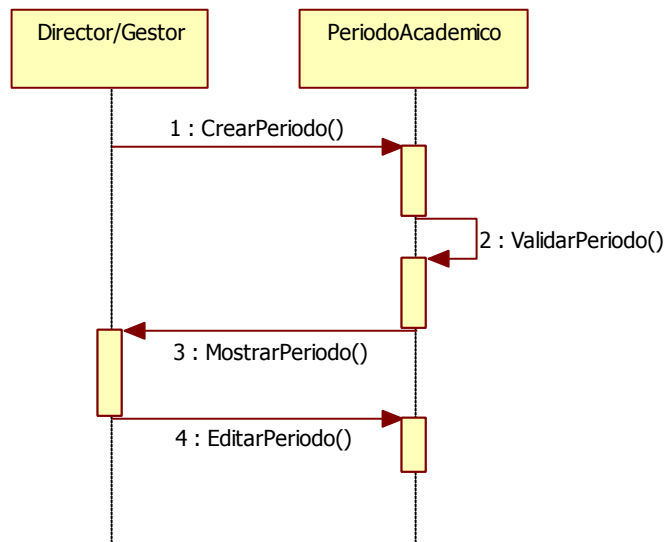 Director/Gestor
PeriodoAcademico
1 : CrearPeriodo()
2 : ValidarPeriodo()
3 : MostrarPeriodo()
4 : EditarPeriodo()